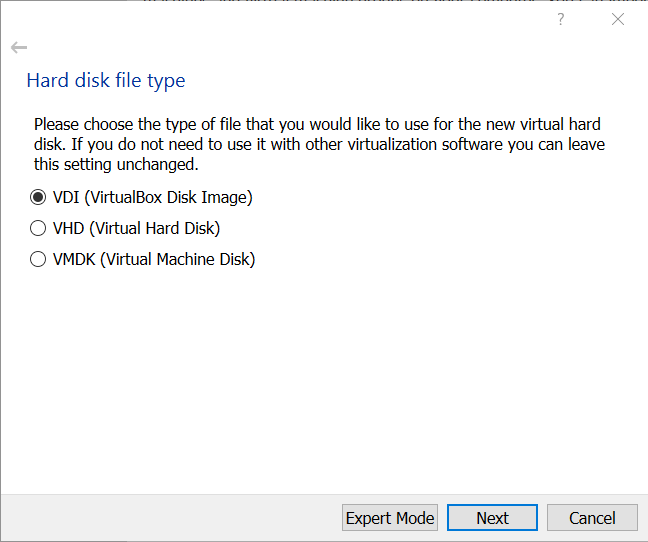 ?
Hard disk file type
Please choose the type of file that you would like to use for the new virtual hard
disk. If you do not need to use it with other virtualization software you can leave
this setting unchanged.
VDI (VirtualBox Disk Image)
VHD (Virtual Hard Disk)
VMDK (Virtual Machine Disk)
Expert Mode Next Cancel